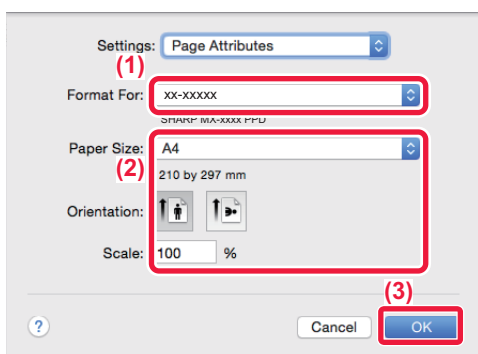 Settings: Page Attributes
(1)
Format For: xx-xxxxx
SHARP MX-xxxx PPD
Paper Size: A4
(2)
210 by 297 mm
Orientation:
Scale: 100 %
(3)
? Cancel OK